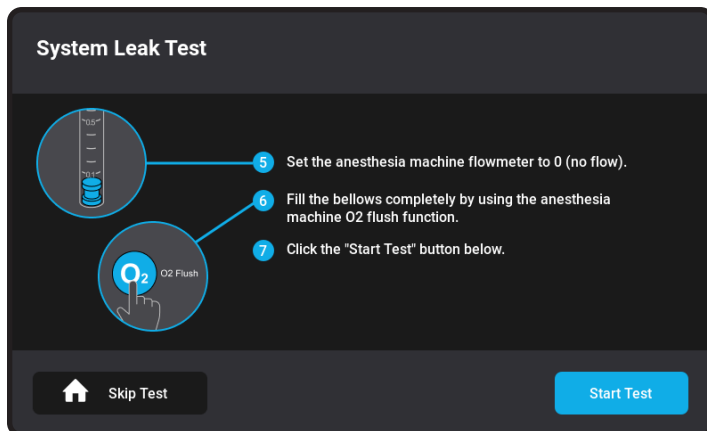 System Leak Test
0.5
0.1
5 Set the anesthesia machine flowmeter to 0 (no flow).
6 Fill the bellows completely by using the anesthesia
machine O2 flush function.
O2 O2 Flush
7 Click the "Start Test" button below.
Skip Test
Start Test